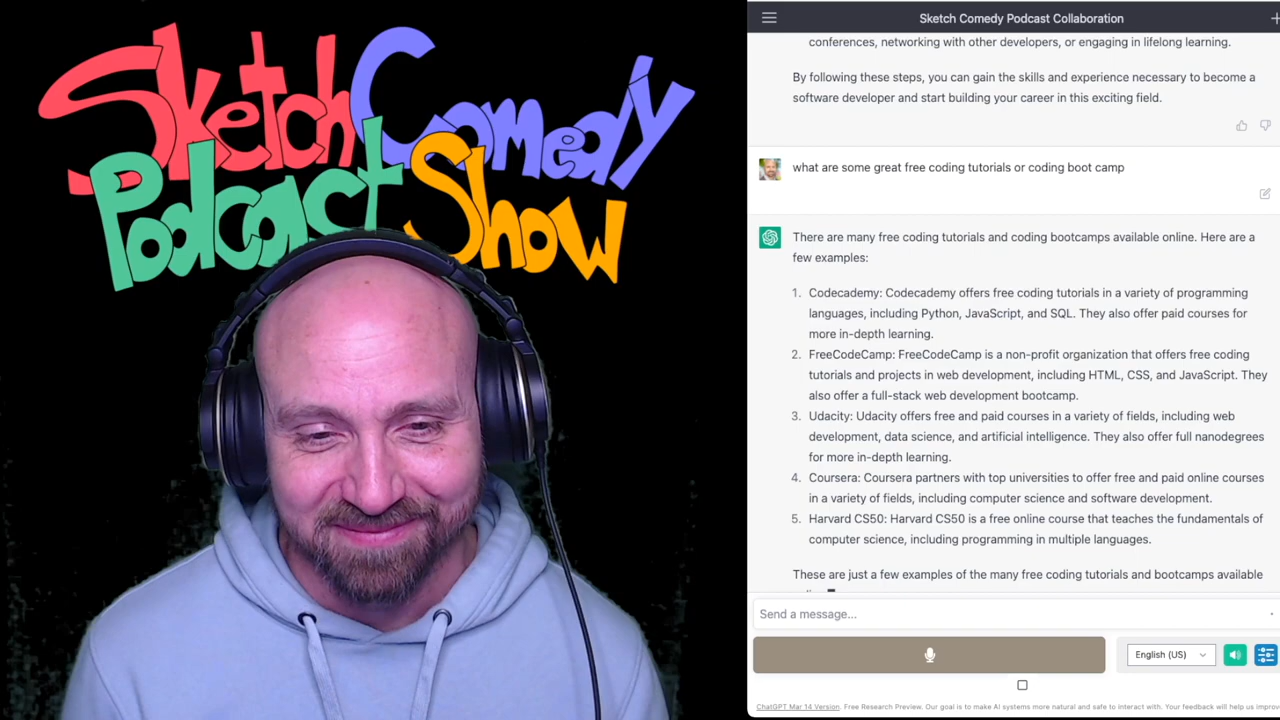 Sketch Comedy
Podcast Show
Sketch Comedy Podcast Collaboration
conferences, networking with other developers, or engaging in lifelong learning.
By following these steps, you can gain the skills and experience necessary to become a
software developer and start building your career in this exciting field.
what are some great free coding tutorials or coding boot camp
There are many free coding tutorials and coding bootcamps available online. Here are a
few examples:
1. Codecademy: Codecademy offers free coding tutorials in a variety of programming
languages, including Python, JavaScript, and SQL. They also offer paid courses for
more in-depth learning.
2. FreeCodeCamp: FreeCodeCamp is a non-profit organization that offers free coding
tutorials and projects in web development, including HTML, CSS, and JavaScript. They
also offer a full-stack web development bootcamp.
3. Udacity: Udacity offers free and paid courses in a variety of fields, including web
development, data science, and artificial intelligence. They also offer full nanodegrees
for more in-depth learning.
4. Coursera: Coursera partners with top universities to offer free and paid online courses
in a variety of fields, including computer science and software development.
5. Harvard CS50: Harvard CS50 is a free online course that teaches the fundamentals of
computer science, including programming in multiple languages.
These are just a few examples of the many free coding tutorials and bootcamps available
Send a message...
English (US)
ChatGPT Mar 14 Version. Free Research Preview. Our goal is to make AI systems more natural and safe to interact with. Your feedback will help us